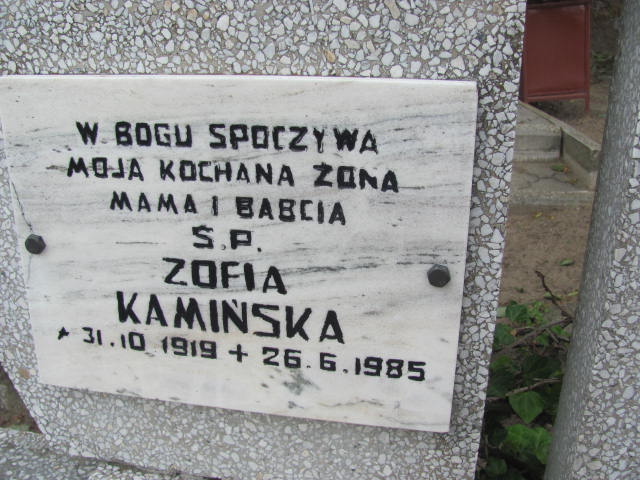 W BOGU SPOCZYWA
MOJA KOCHANA ŻONA
MAMA I BABCIA
Ś.P.
ZOFIA
KAMIŃSKA
* 31.10 1919 + 26.6.1985